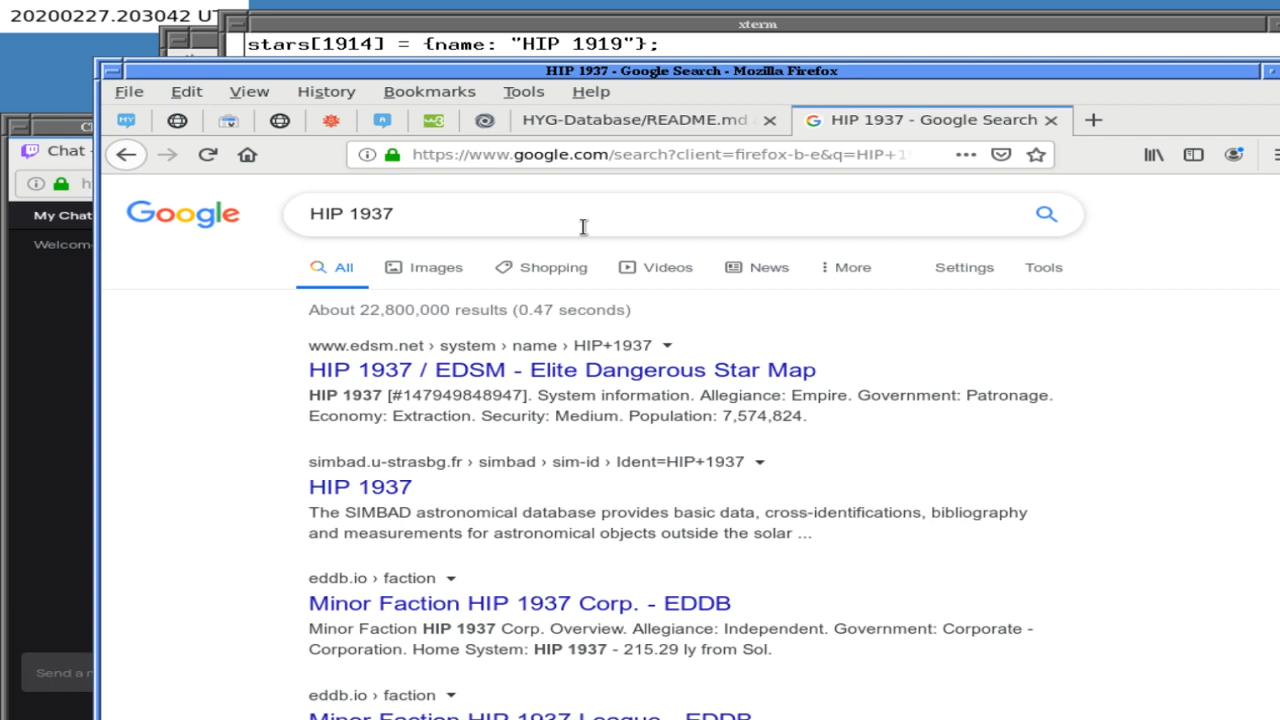 20200227.203042 U
xterm
stars[1914] = {name: "HIP 1919"};
HIP 1937 - Google Search - Mozilla Firefox
File Edit View History Bookmarks Tools Help
HYG-Database/README.md
HIP 1937 - Google Search
https://www.google.com/search?client=firefox-b-e&q=HIP+1
Chat
My Chat
Welcom
Send a
Google
HIP 1937
All Images Shopping Videos News More Settings Tools
About 22,800,000 results (0.47 seconds)
www.edsm.net › system › name › HIP+1937
HIP 1937 / EDSM - Elite Dangerous Star Map
HIP 1937 [#147949848947]. System information. Allegiance: Empire. Government: Patronage.
Economy: Extraction. Security: Medium. Population: 7,574,824.
simbad.u-strasbg.fr › simbad › sim-id › Ident=HIP+1937
HIP 1937
The SIMBAD astronomical database provides basic data, cross-identifications, bibliography
and measurements for astronomical objects outside the solar ...
eddb.io › faction
Minor Faction HIP 1937 Corp. - EDDB
Minor Faction HIP 1937 Corp. Overview. Allegiance: Independent. Government: Corporate -
Corporation. Home System: HIP 1937 - 215.29 ly from Sol.
eddb.io › faction
Minor Faction HIP 1937 League - EDDB